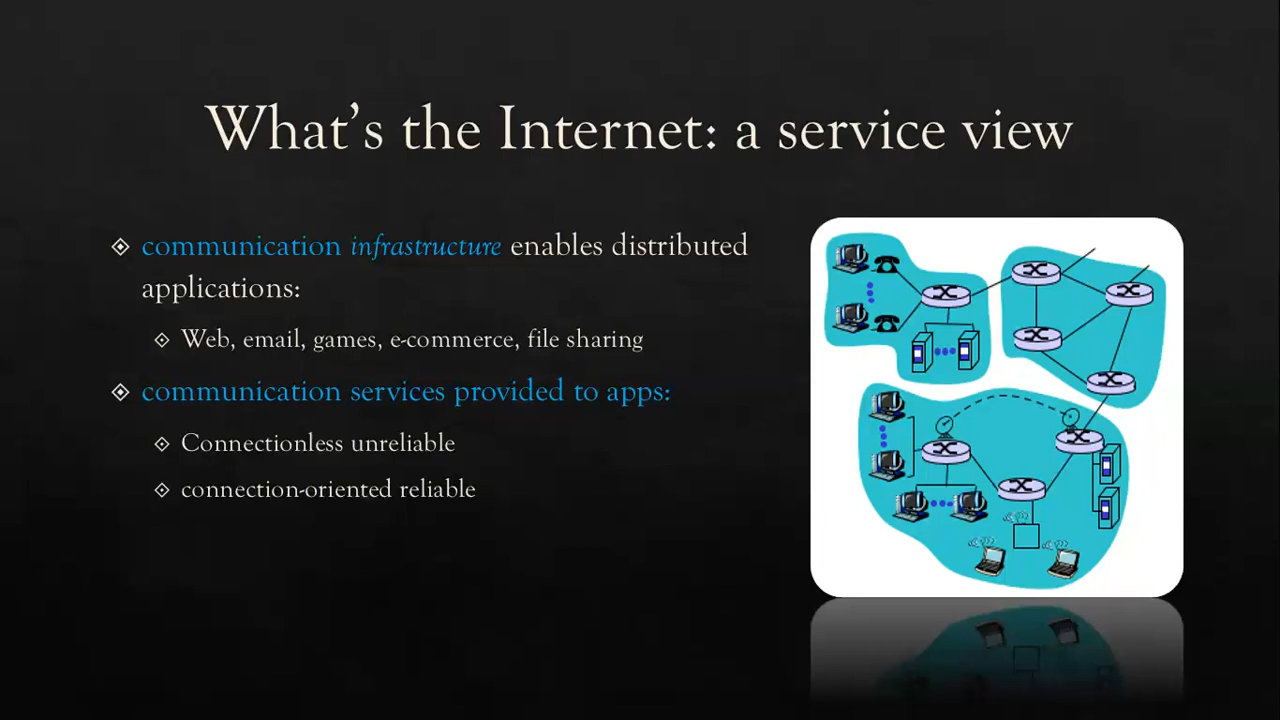 What's the Internet: a service view
communication infrastructure enables distributed
applications:
Web, email, games, e-commerce, file sharing
communication services provided to apps:
Connectionless unreliable
connection-oriented reliable